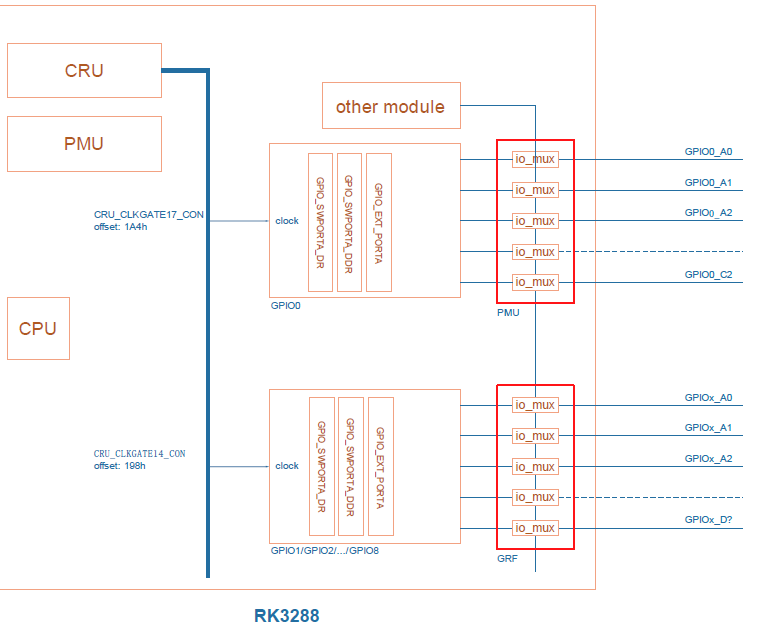 CRU
PMU
other module
CRU_CLKGATE17_CON
offset: 1A4h
clock
GPIO_SWPORTA_DR
GPIO_SWPORTA_DDR
GPIO_EXT_PORTA
GPIO0
io_mux
io_mux
io_mux
io_mux
io_mux
PMU
GPIO0_A0
GPIO0_A1
GPIO0_A2
GPIO0_C2
CPU
CRU_CLKGATE14_CON
offset: 198h
clock
GPIO_SWPORTA_DR
GPIO_SWPORTA_DDR
GPIO_EXT_PORTA
GPIO1/GPIO2/.../GPIO8
io_mux
io_mux
io_mux
io_mux
io_mux
GRF
GPIOx_A0
GPIOx_A1
GPIOx_A2
GPIOx_D?
RK3288